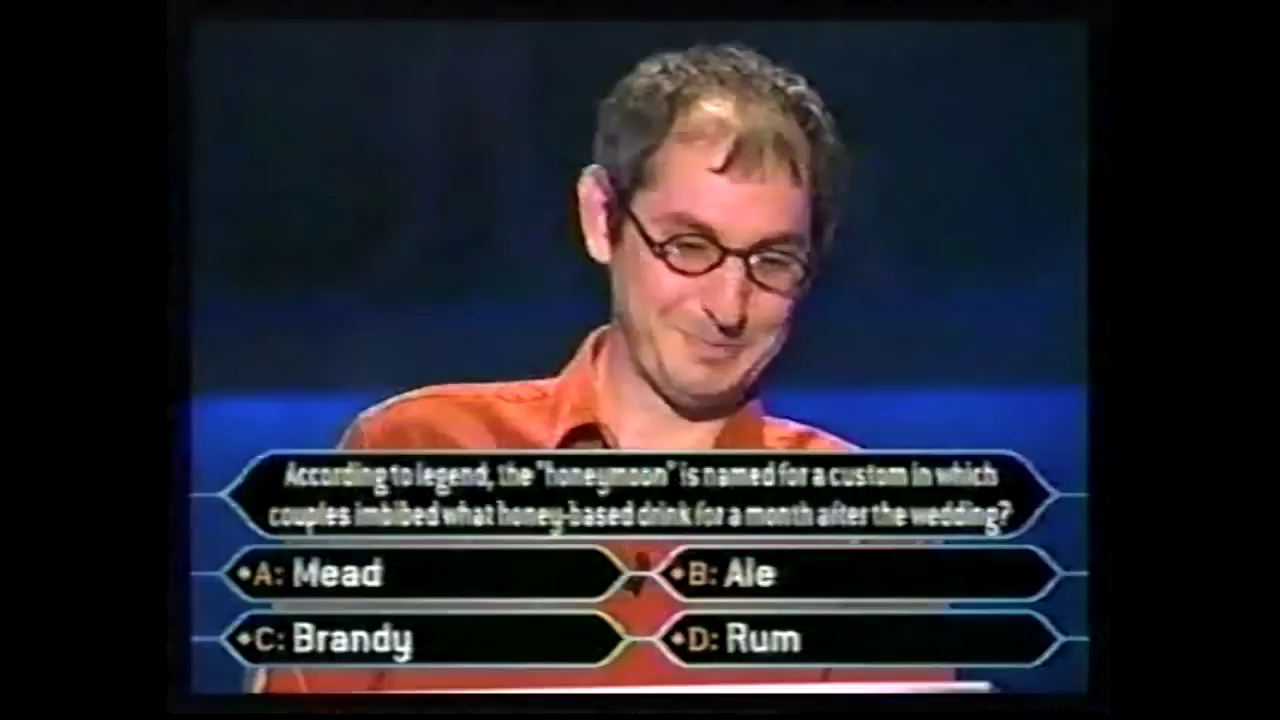 According to legend, the "honeymoon" is named for a custom in which
couples imbibed what honey-based drink for a month after the wedding?
A: Mead
B: Ale
C: Brandy
D: Rum